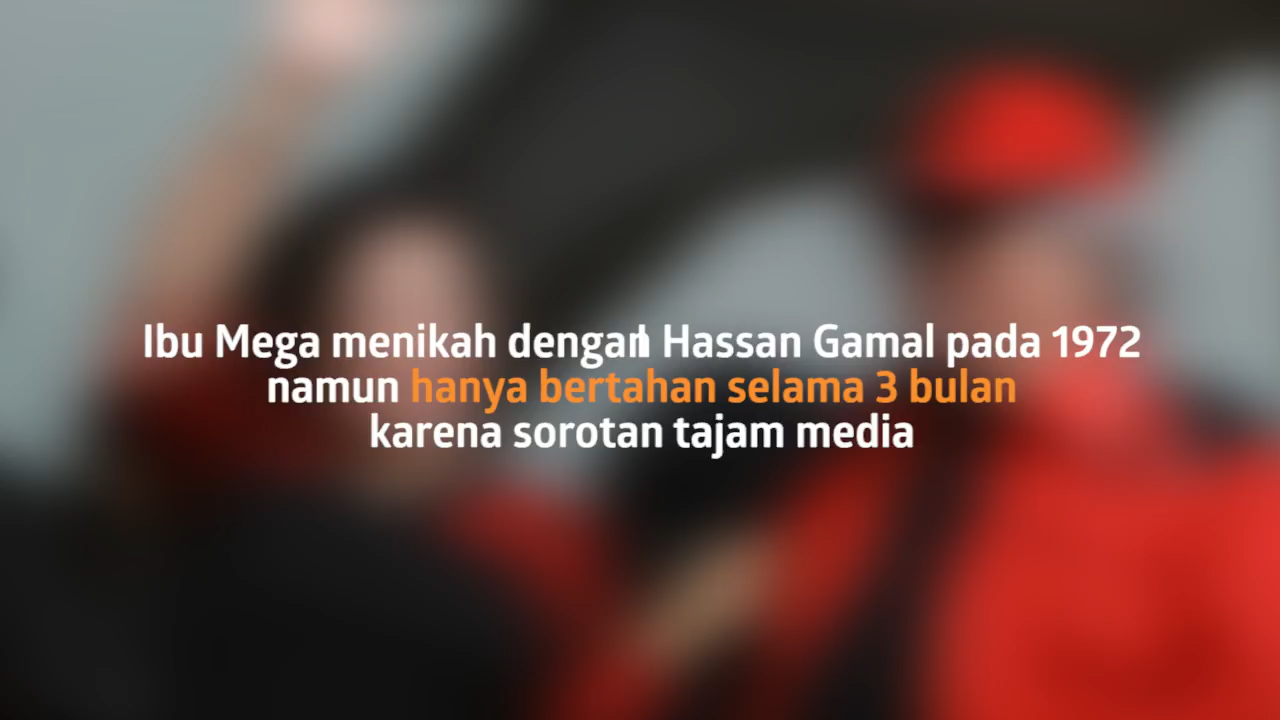 Ibu Mega menikah dengan Hassan Gamal pada 1972
namun hanya bertahan selama 3 bulan
karena sorotan tajam media